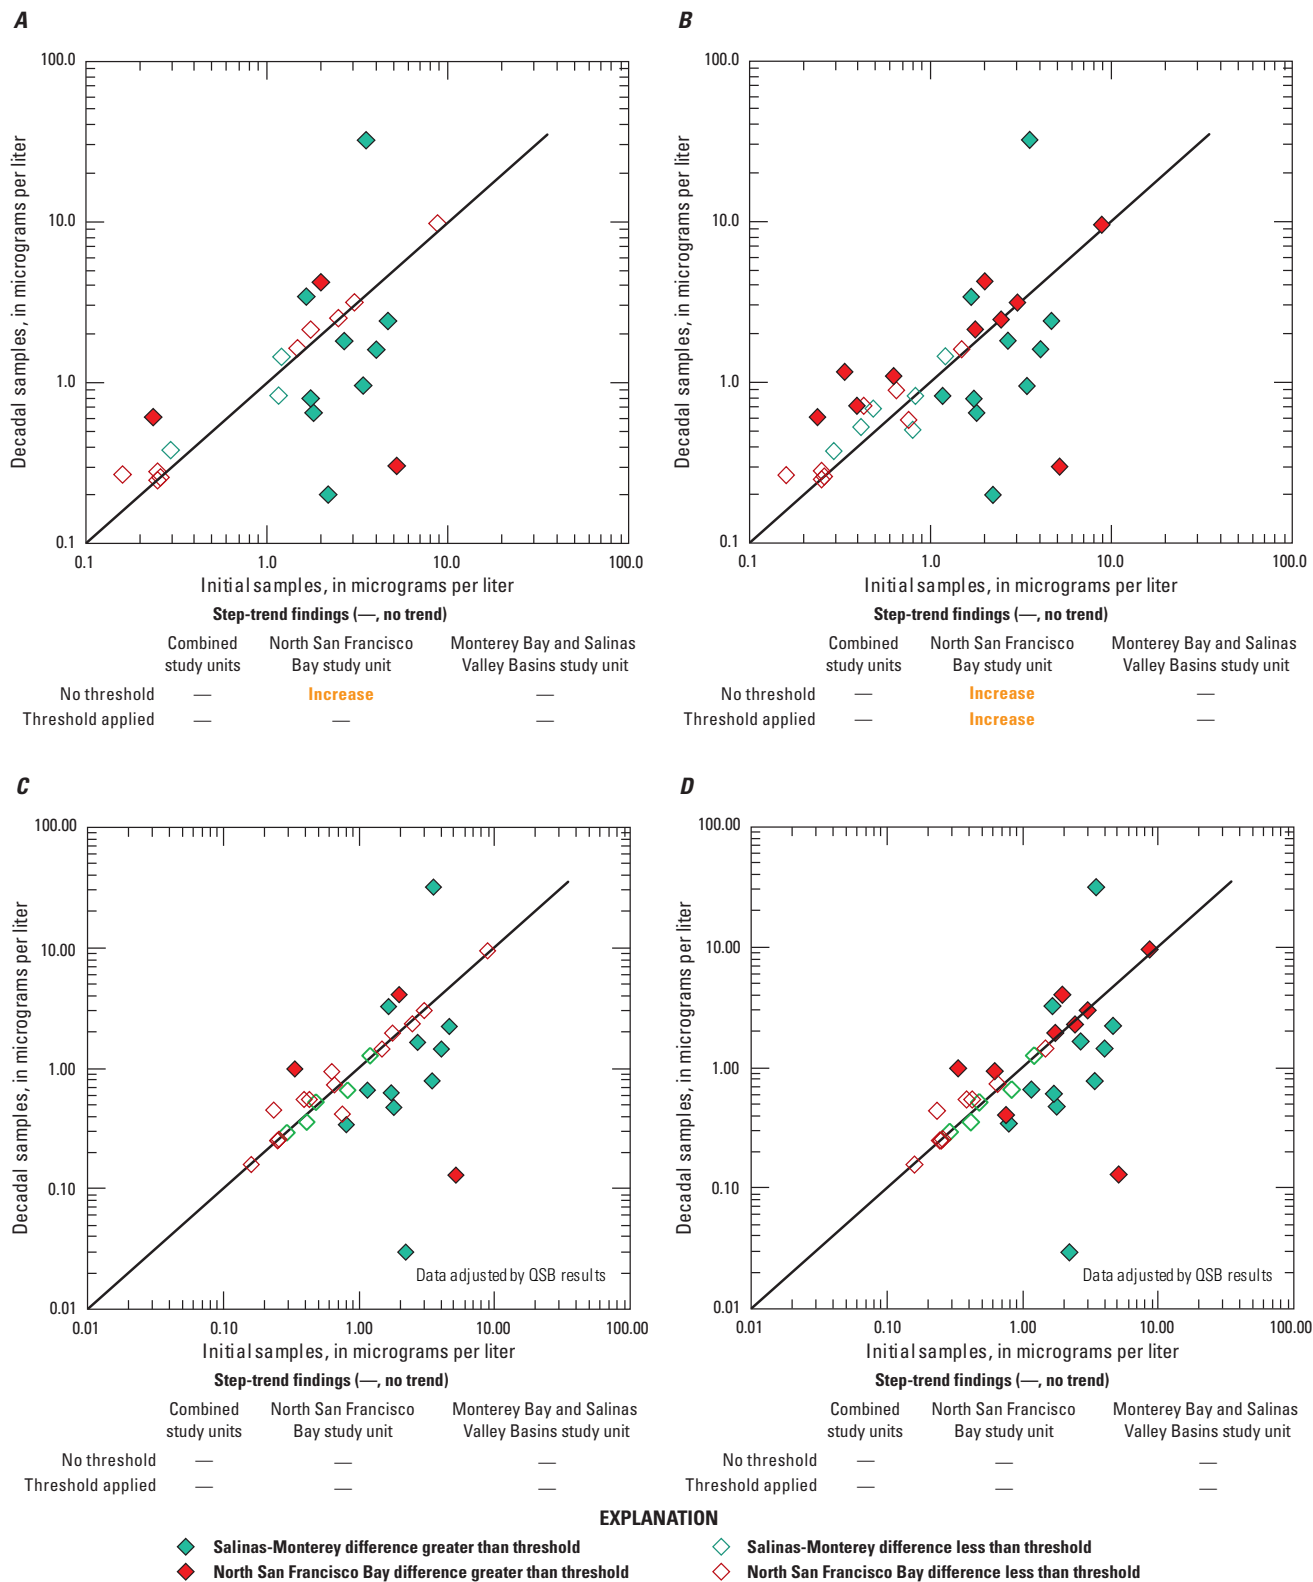 A
B
100.0
10.0
1.0
0.1
Decadal samples, in micrograms per liter
0.1 1.0 10.0 100.0
Initial samples, in micrograms per liter
Step-trend findings (—, no trend)
Combined study units
North San Francisco Bay study unit
Monterey Bay and Salinas Valley Basins study unit
No threshold — Increase —
Threshold applied — — —
100.0
10.0
1.0
0.1
Decadal samples, in micrograms per liter
0.1 1.0 10.0 100.0
Initial samples, in micrograms per liter
Step-trend findings (—, no trend)
Combined study units
North San Francisco Bay study unit
Monterey Bay and Salinas Valley Basins study unit
No threshold — Increase —
Threshold applied — Increase —
C
D
100.00
10.00
1.00
0.10
0.01
Decadal samples, in micrograms per liter
Data adjusted by QSB results
0.01 0.10 1.00 10.00 100.00
Initial samples, in micrograms per liter
Step-trend findings (—, no trend)
Combined study units
North San Francisco Bay study unit
Monterey Bay and Salinas Valley Basins study unit
No threshold — — —
Threshold applied — — —
100.00
10.00
1.00
0.10
0.01
Decadal samples, in micrograms per liter
Data adjusted by QSB results
0.01 0.10 1.00 10.00 100.00
Initial samples, in micrograms per liter
Step-trend findings (—, no trend)
Combined study units
North San Francisco Bay study unit
Monterey Bay and Salinas Valley Basins study unit
No threshold — — —
Threshold applied — — —
EXPLANATION
Salinas-Monterey difference greater than threshold
North San Francisco Bay difference greater than threshold
Salinas-Monterey difference less than threshold
North San Francisco Bay difference less than threshold